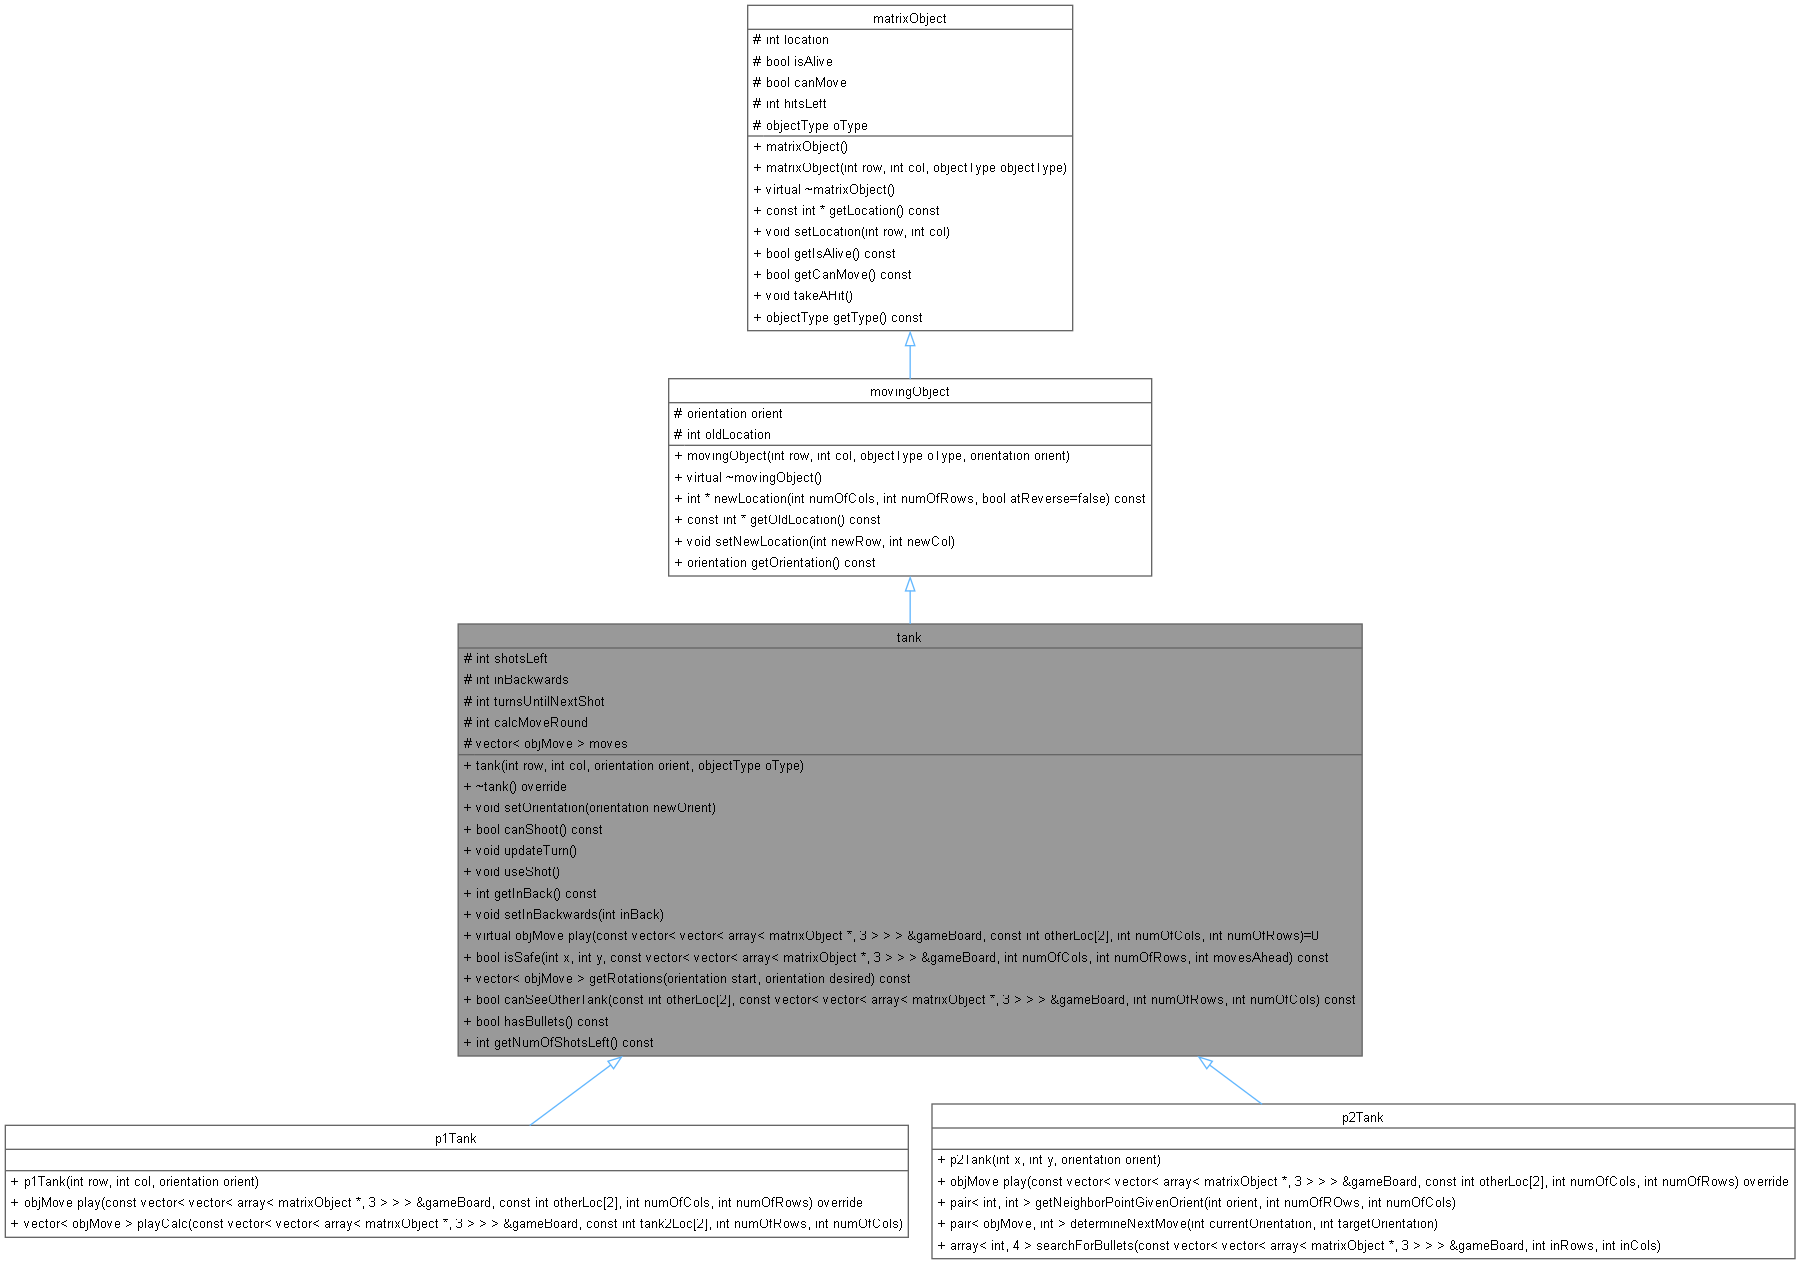 matrixObject
# int location
# bool isAlive
# bool canMove
# int hitsLeft
# objectType oType
+ matrixObject()
+ matrixObject(int row, int col, objectType objectType)
+ virtual ~matrixObject()
+ const int * getLocation() const
+ void setLocation(int row, int col)
+ bool getIsAlive() const
+ bool getCanMove() const
+ void takeAHit()
+ objectType getType() const
movingObject
# orientation orient
# int oldLocation
+ movingObject(int row, int col, objectType oType, orientation orient)
+ virtual ~movingObject()
+ int * newLocation(int numOfCols, int numOfRows, bool atReverse=false) const
+ const int * getOldLocation() const
+ void setNewLocation(int newRow, int newCol)
+ orientation getOrientation() const
tank
# int shotsLeft
# int inBackwards
# int turnsUntilNextShot
# int calcMoveRound
# vector< objMove > moves
+ tank(int row, int col, orientation orient, objectType oType)
+ ~tank() override
+ void setOrientation(orientation newOrient)
+ bool canShoot() const
+ void updateTurn()
+ void useShot()
+ int getInBack() const
+ void setInBackwards(int inBack)
+ virtual objMove play(const vector< vector< array< matrixObject *, 3 > > > &gameBoard, const int otherLoc[2], int numOfCols, int numOfRows)=0
+ bool isSafe(int x, int y, const vector< vector< array< matrixObject *, 3 > > > &gameBoard, int numOfCols, int numOfRows, int movesAhead) const
+ vector< objMove > getRotations(orientation start, orientation desired) const
+ bool canSeeOtherTank(const int otherLoc[2], const vector< vector< array< matrixObject *, 3 > > > &gameBoard, int numOfRows, int numOfCols) const
+ bool hasBullets() const
+ int getNumOfShotsLeft() const
p1Tank
+ p1Tank(int row, int col, orientation orient)
+ objMove play(const vector< vector< array< matrixObject *, 3 > > > &gameBoard, const int otherLoc[2], int numOfCols, int numOfRows) override
+ vector< objMove > playCalc(const vector< vector< array< matrixObject *, 3 > > > &gameBoard, const int tank2Loc[2], int numOfRows, int numOfCols)
p2Tank
+ p2Tank(int x, int y, orientation orient)
+ objMove play(const vector< vector< array< matrixObject *, 3 > > > &gameBoard, const int otherLoc[2], int numOfCols, int numOfRows) override
+ pair< int, int > getNeighborPointGivenOrient(int orient, int numOfROws, int numOfCols)
+ pair< objMove, int > determineNextMove(int currentOrientation, int targetOrientation)
+ array< int, 4 > searchForBullets(const vector< vector< array< matrixObject *, 3 > > > &gameBoard, int inRows, int inCols)